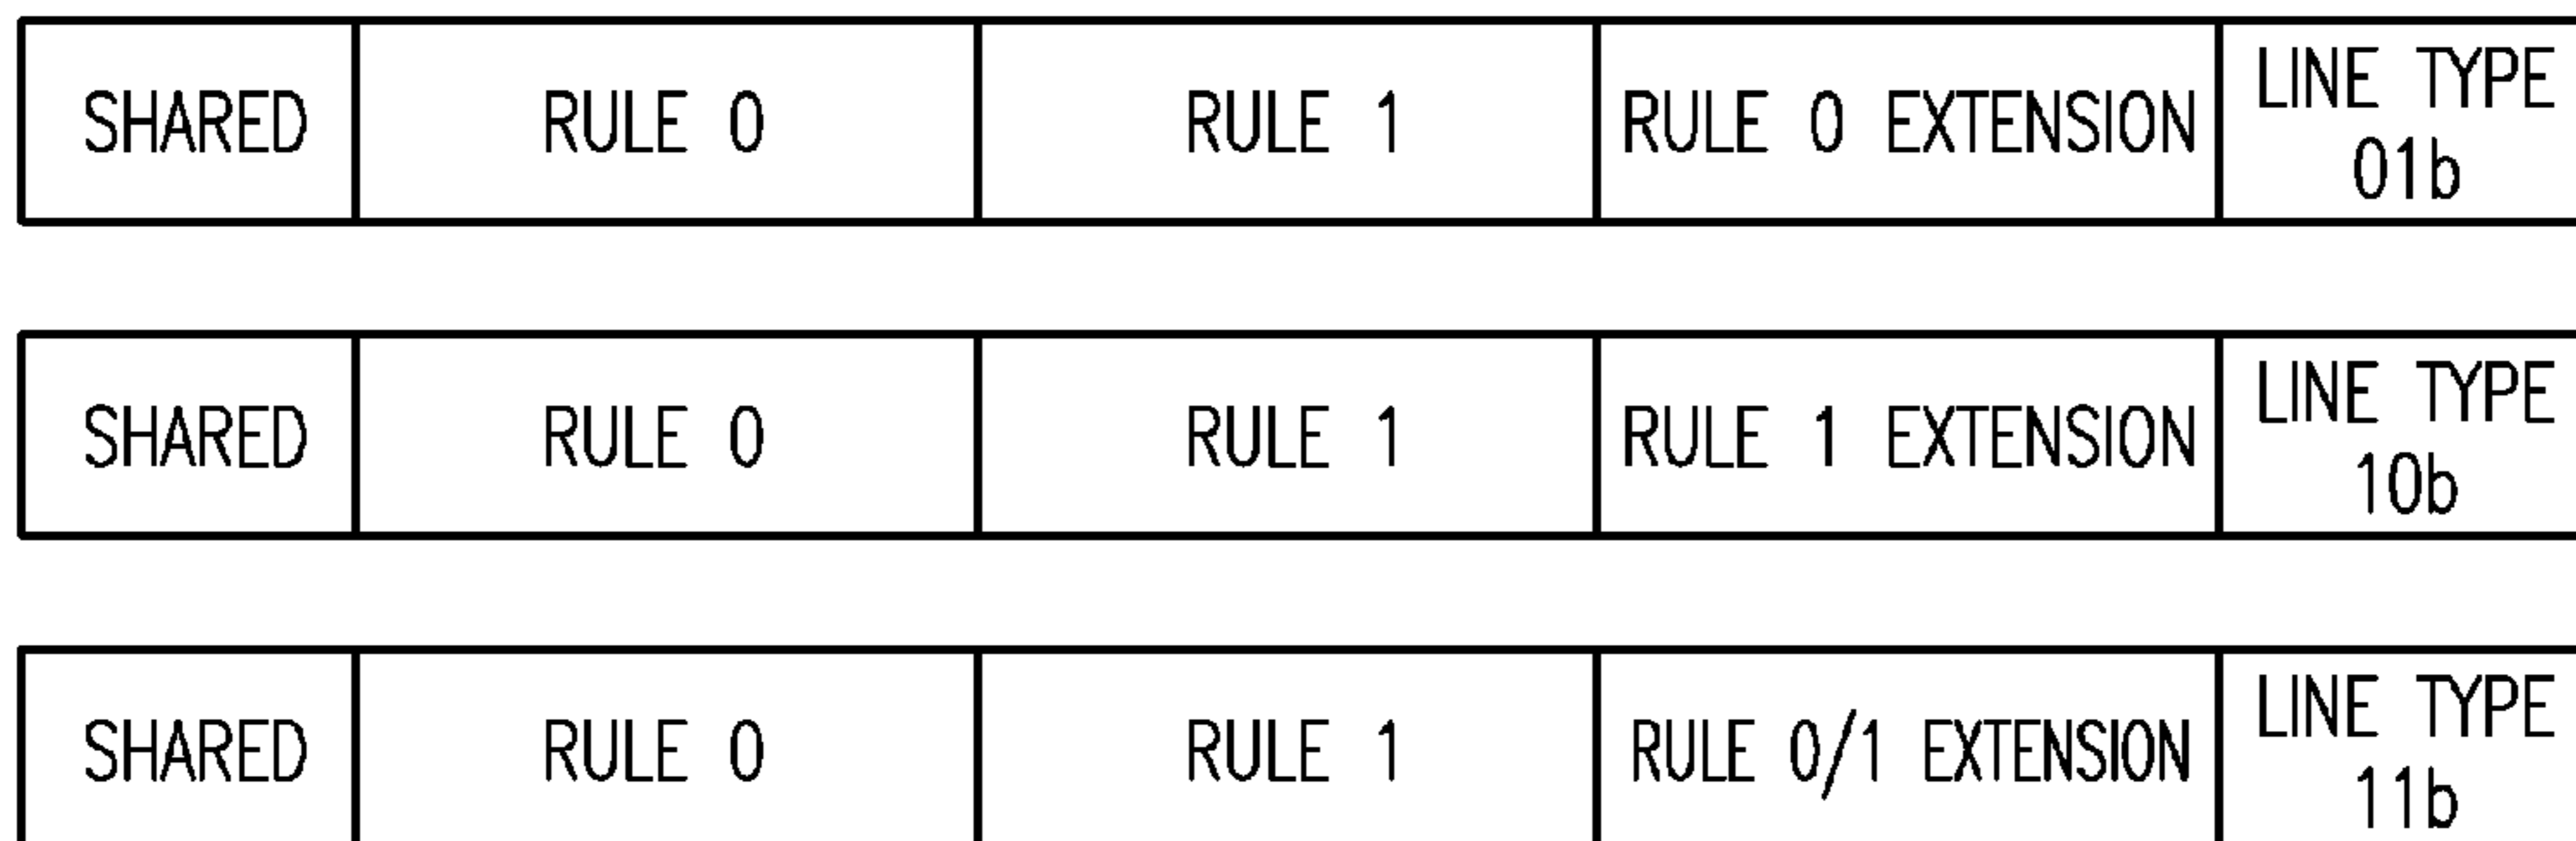 SHARED RULE 0 RULE 1 RULE 0 EXTENSION LINE TYPE
01b
SHARED RULE 0 RULE 1 RULE 1 EXTENSION LINE TYPE
10b
SHARED RULE 0 RULE 1 RULE 0/1 EXTENSION LINE TYPE
11b